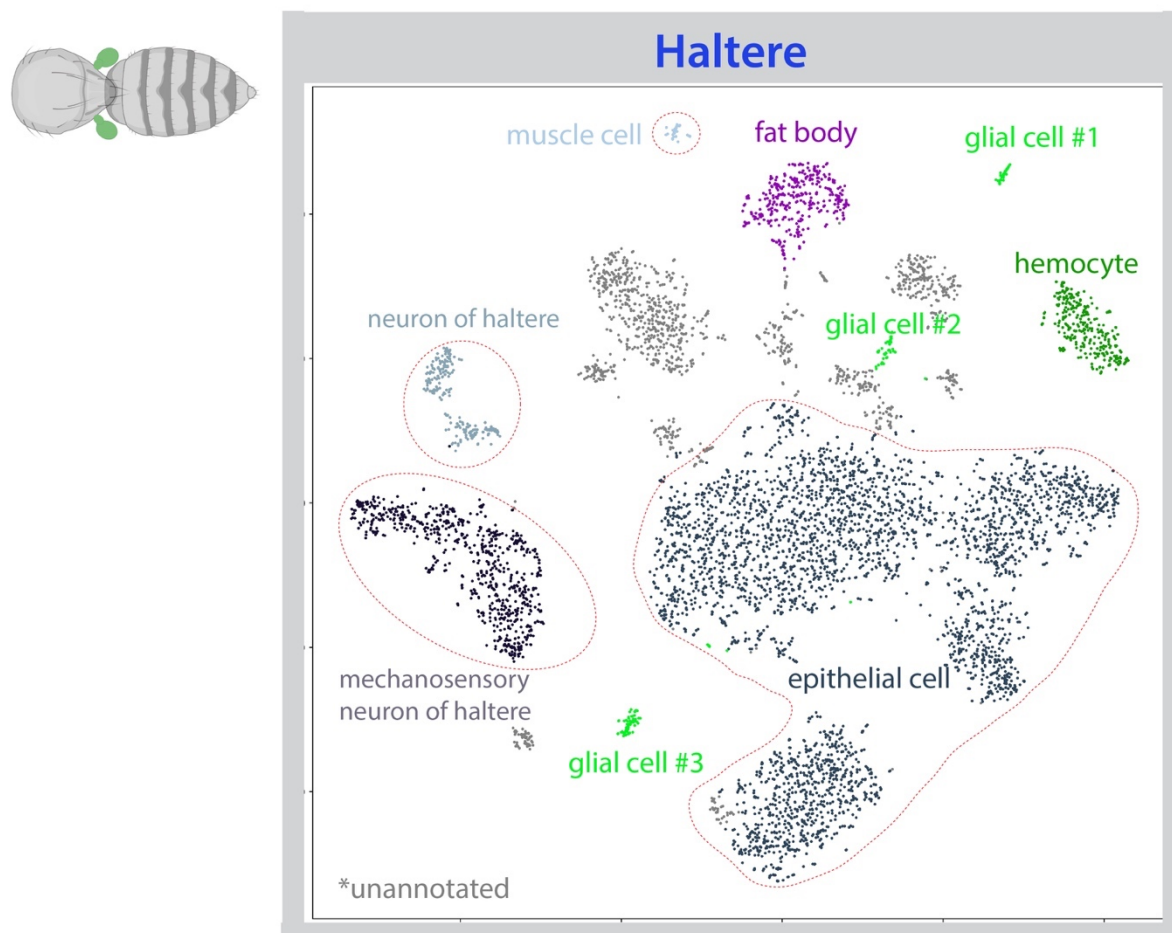 Haltere
muscle cell
fat body
glial cell #1
hemocyte
neuron of haltere
glial cell #2
epithelial cell
mechanosensory
neuron of haltere
glial cell #3
*unannotated